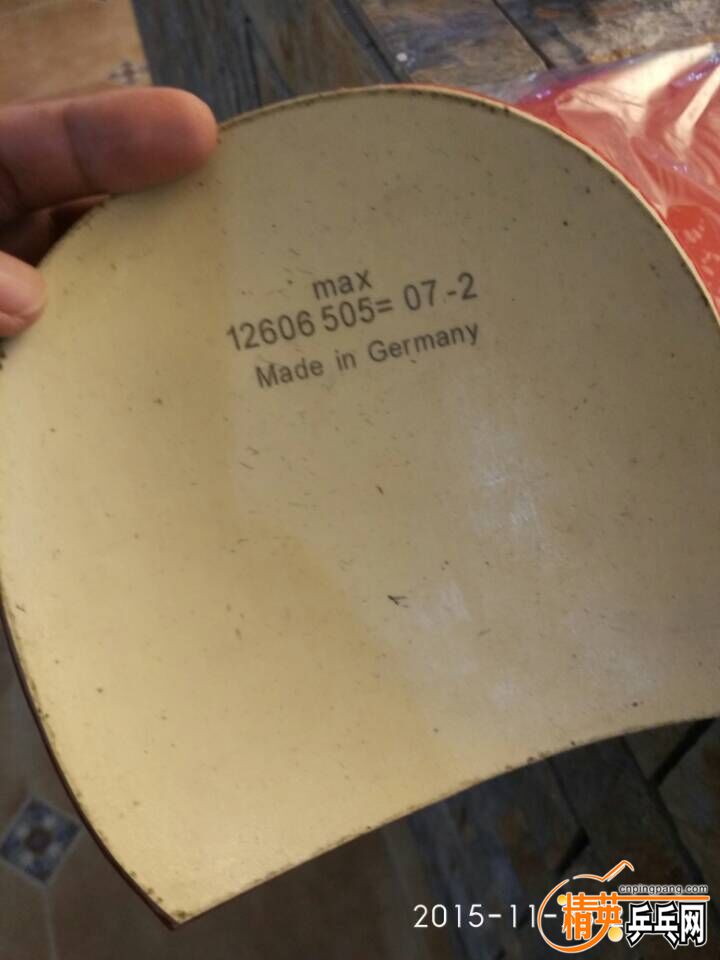 max
12606 505= 07.-2
Made in Germany
cnpingpang.com
2015-11-
精英乒乓网